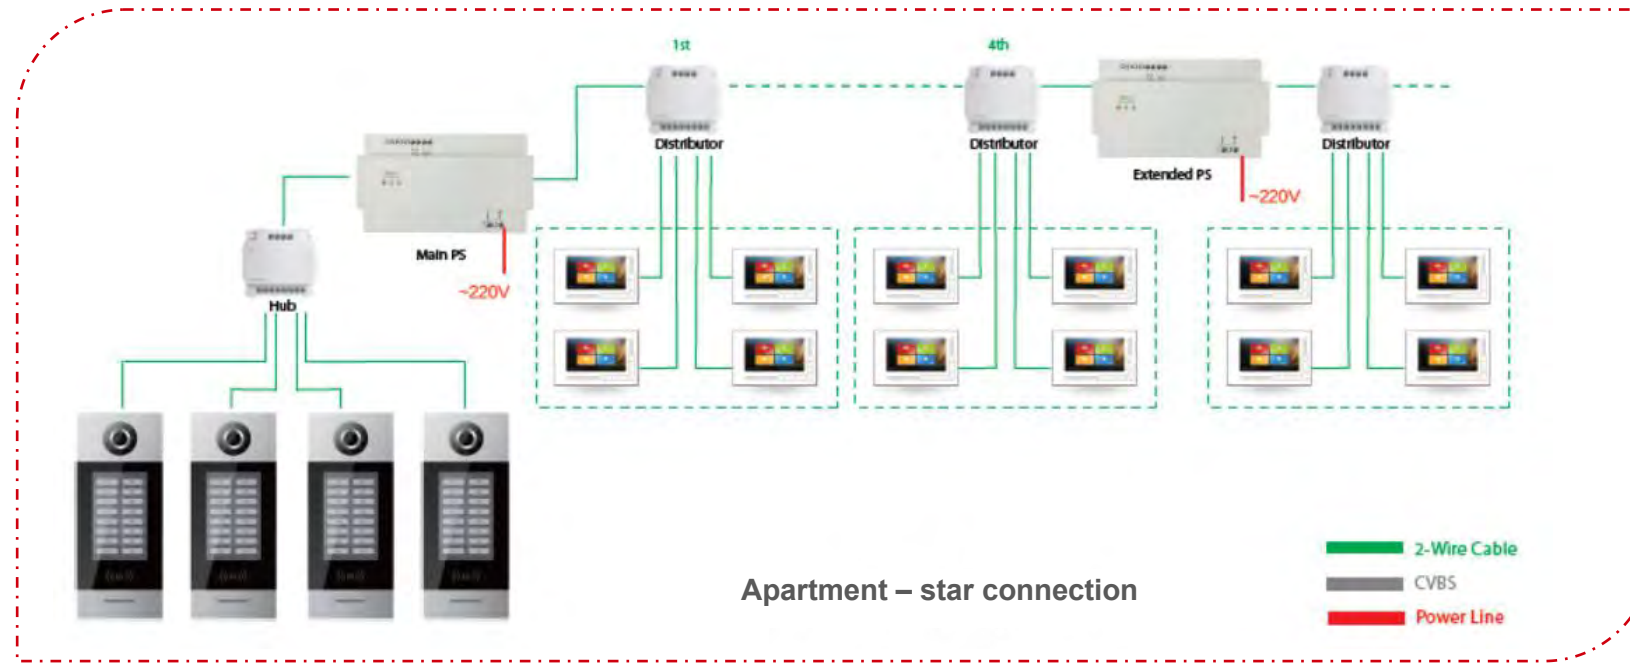 1st
4th
Distributor
Distributor
Distributor
Extended PS
~220V
Main PS
~220V
Hub
2-Wire Cable
CVBS
Power Line
Apartment – star connection